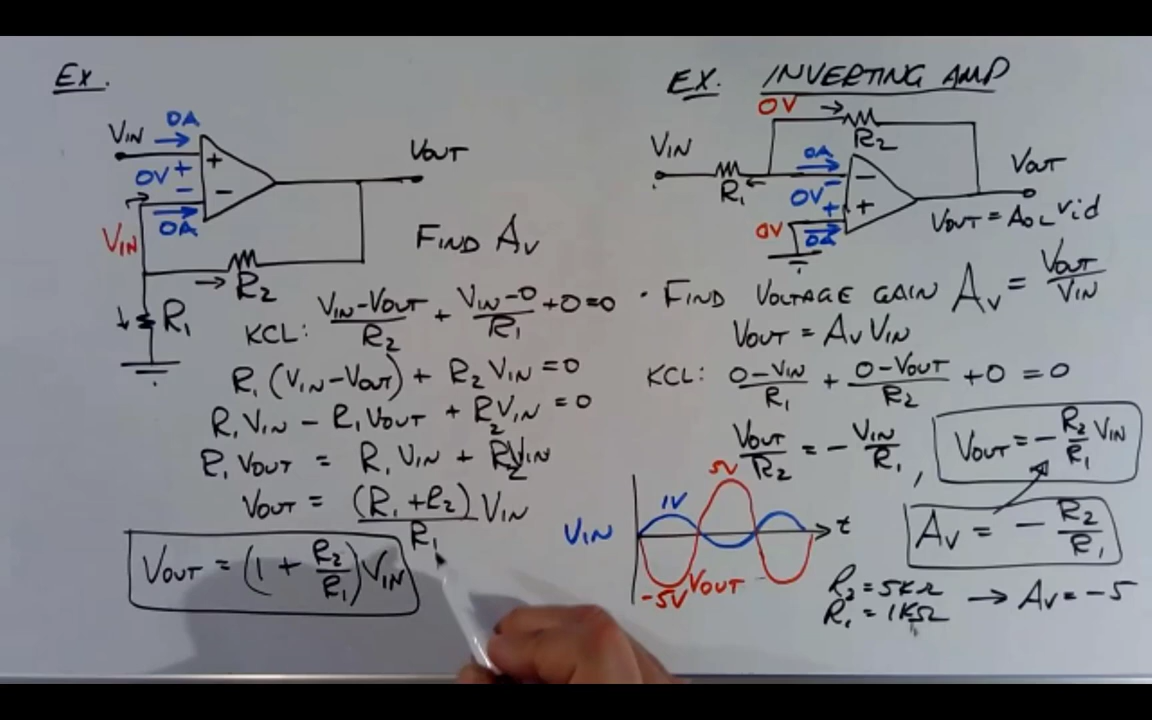 Ex.
VIN
0A
+
0V + −
−
0A
VIN
VOUT
R2
R1
FIND Av
KCL: (VIN-VOUT)/R2 + (VIN-0)/R1 + 0 = 0
R1 (VIN-VOUT) + R2 VIN = 0
R1 VIN - R1 VOUT + R2 VIN = 0
R1 VOUT = R1 VIN + R2 VIN
VOUT = (R1 + R2)/R1 VIN
VOUT = (1 + R2/R1) VIN
EX. INVERTING AMP
0V
R2
VIN
R1
0A
−
0V − +
+
0V
0A
VOUT
VOUT = AOL Vid
· FIND VOLTAGE GAIN Av = VOUT/VIN
VOUT = Av VIN
KCL: (0-VIN)/R1 + (0-VOUT)/R2 + 0 = 0
VOUT/R2 = - VIN/R1 , VOUT = - R2/R1 VIN
Av = - R2/R1
5V
1V
VIN
t
-5V
VOUT
R2 = 5KΩ
R1 = 1KΩ → Av = -5